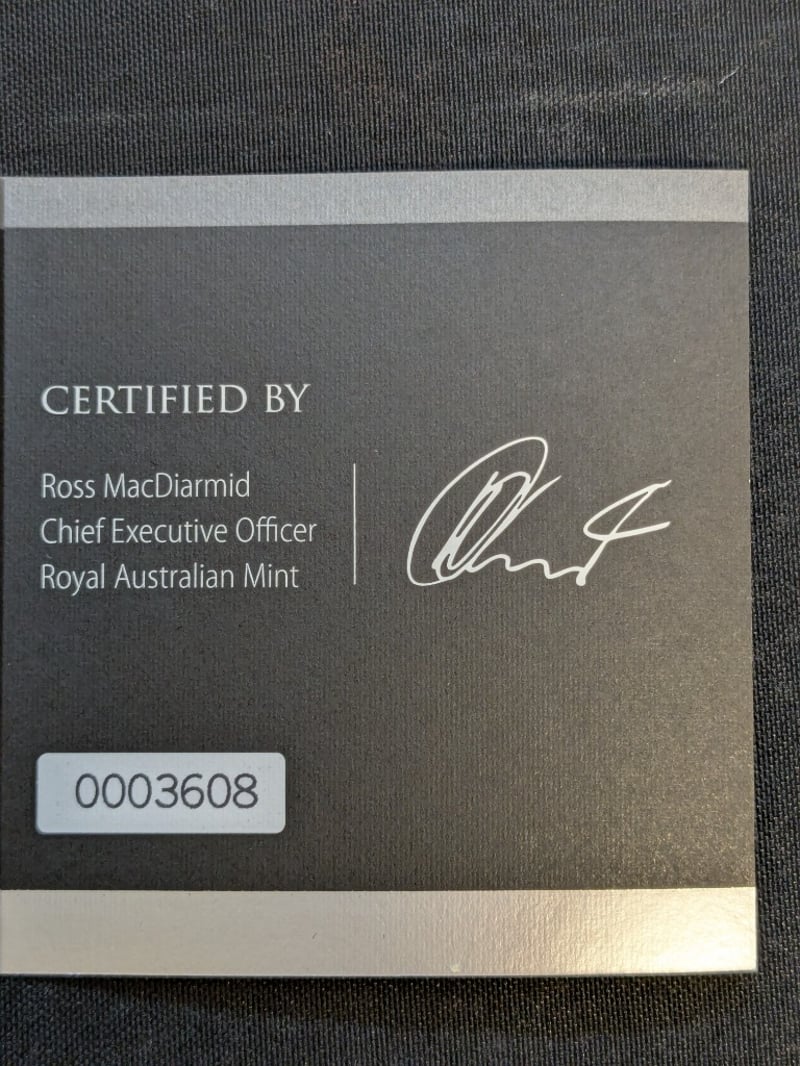 CERTIFIED BY
Ross MacDiarmid
Chief Executive Officer
Royal Australian Mint
0003608